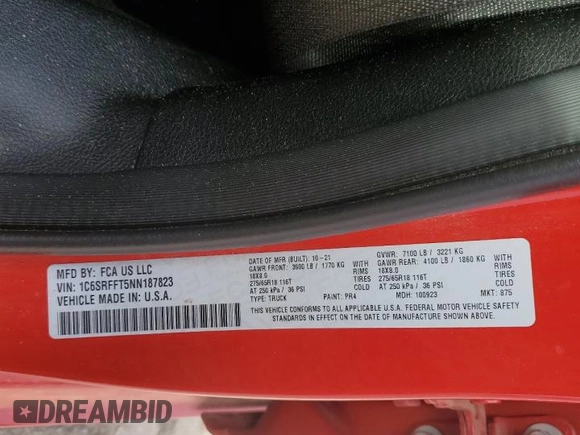 MFD BY: FCA US LLC
VIN: 1C6SRFFT5NN187823
VEHICLE MADE IN: U.S.A.
DATE OF MFR (BUILT): 10-21
GAWR FRONT: 3900 LB / 1770 KG
18X8.0 RIMS
275/65R18 116T TIRES
AT 250 kPa / 36 PSI COLD
TYPE: TRUCK PAINT: PR4
GVWR: 7100 LB / 3221 KG
GAWR REAR: 4100 LB / 1860 KG
18X8.0 RIMS
275/65R18 116T TIRES
AT 250 kPa / 36 PSI COLD
MDH: 100923 MKT: 875
THIS VEHICLE CONFORMS TO ALL APPLICABLE U.S.A. FEDERAL MOTOR VEHICLE SAFETY
STANDARDS IN EFFECT ON THE DATE OF MANUFACTURE SHOWN ABOVE.
DREAMBID